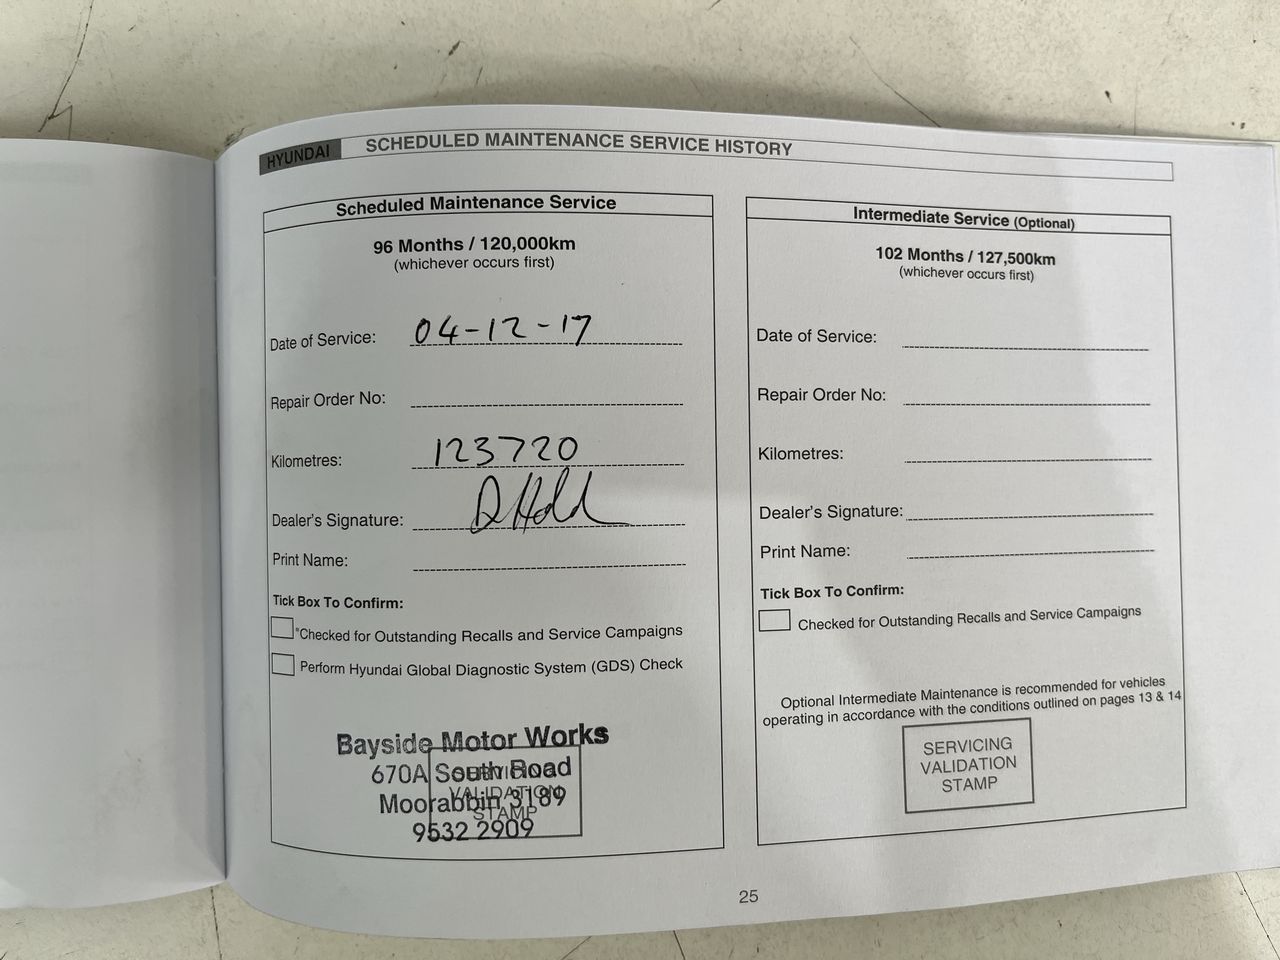 HYUNDAI SCHEDULED MAINTENANCE SERVICE HISTORY
Scheduled Maintenance Service
96 Months / 120,000km
(whichever occurs first)
Date of Service: 04-12-17
Repair Order No:
Kilometres: 123720
Dealer's Signature:
Print Name:
Tick Box To Confirm:
*Checked for Outstanding Recalls and Service Campaigns
Perform Hyundai Global Diagnostic System (GDS) Check
Bayside Motor Works
670A South Road
Moorabbin 3189
9532 2909
SERVICING
VALIDATION
STAMP
Intermediate Service (Optional)
102 Months / 127,500km
(whichever occurs first)
Date of Service:
Repair Order No:
Kilometres:
Dealer's Signature:
Print Name:
Tick Box To Confirm:
Checked for Outstanding Recalls and Service Campaigns
Optional Intermediate Maintenance is recommended for vehicles
operating in accordance with the conditions outlined on pages 13 & 14
SERVICING
VALIDATION
STAMP
25